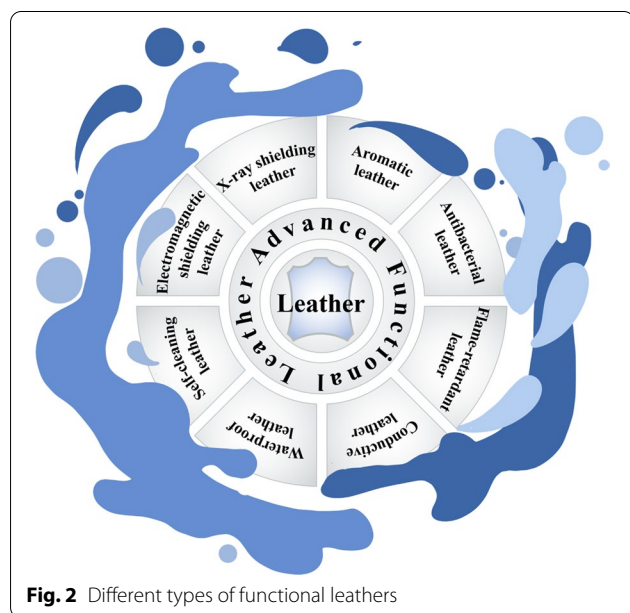 X-ray shielding
leather
Aromatic
leather
Antibacterial
leather
Flame-retardant
leather
Conductive
leather
Waterproof
leather
Self-cleaning
leather
Electromagnetic
shielding
leather
Advanced Functional Leather
Leather
Fig. 2 Different types of functional leathers